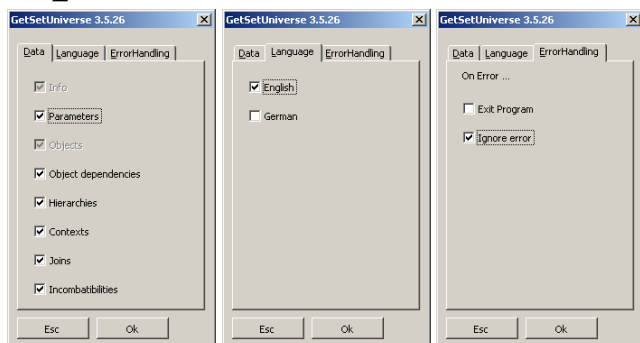 GetSetUniverse 3.5.26
Data Language ErrorHandling
Info
Parameters
Objects
Object dependencies
Hierarchies
Contexts
Joins
Incombatibilities
Esc Ok
GetSetUniverse 3.5.26
Data Language ErrorHandling
English
German
Esc Ok
GetSetUniverse 3.5.26
Data Language ErrorHandling
On Error ...
Exit Program
Ignore error
Esc Ok